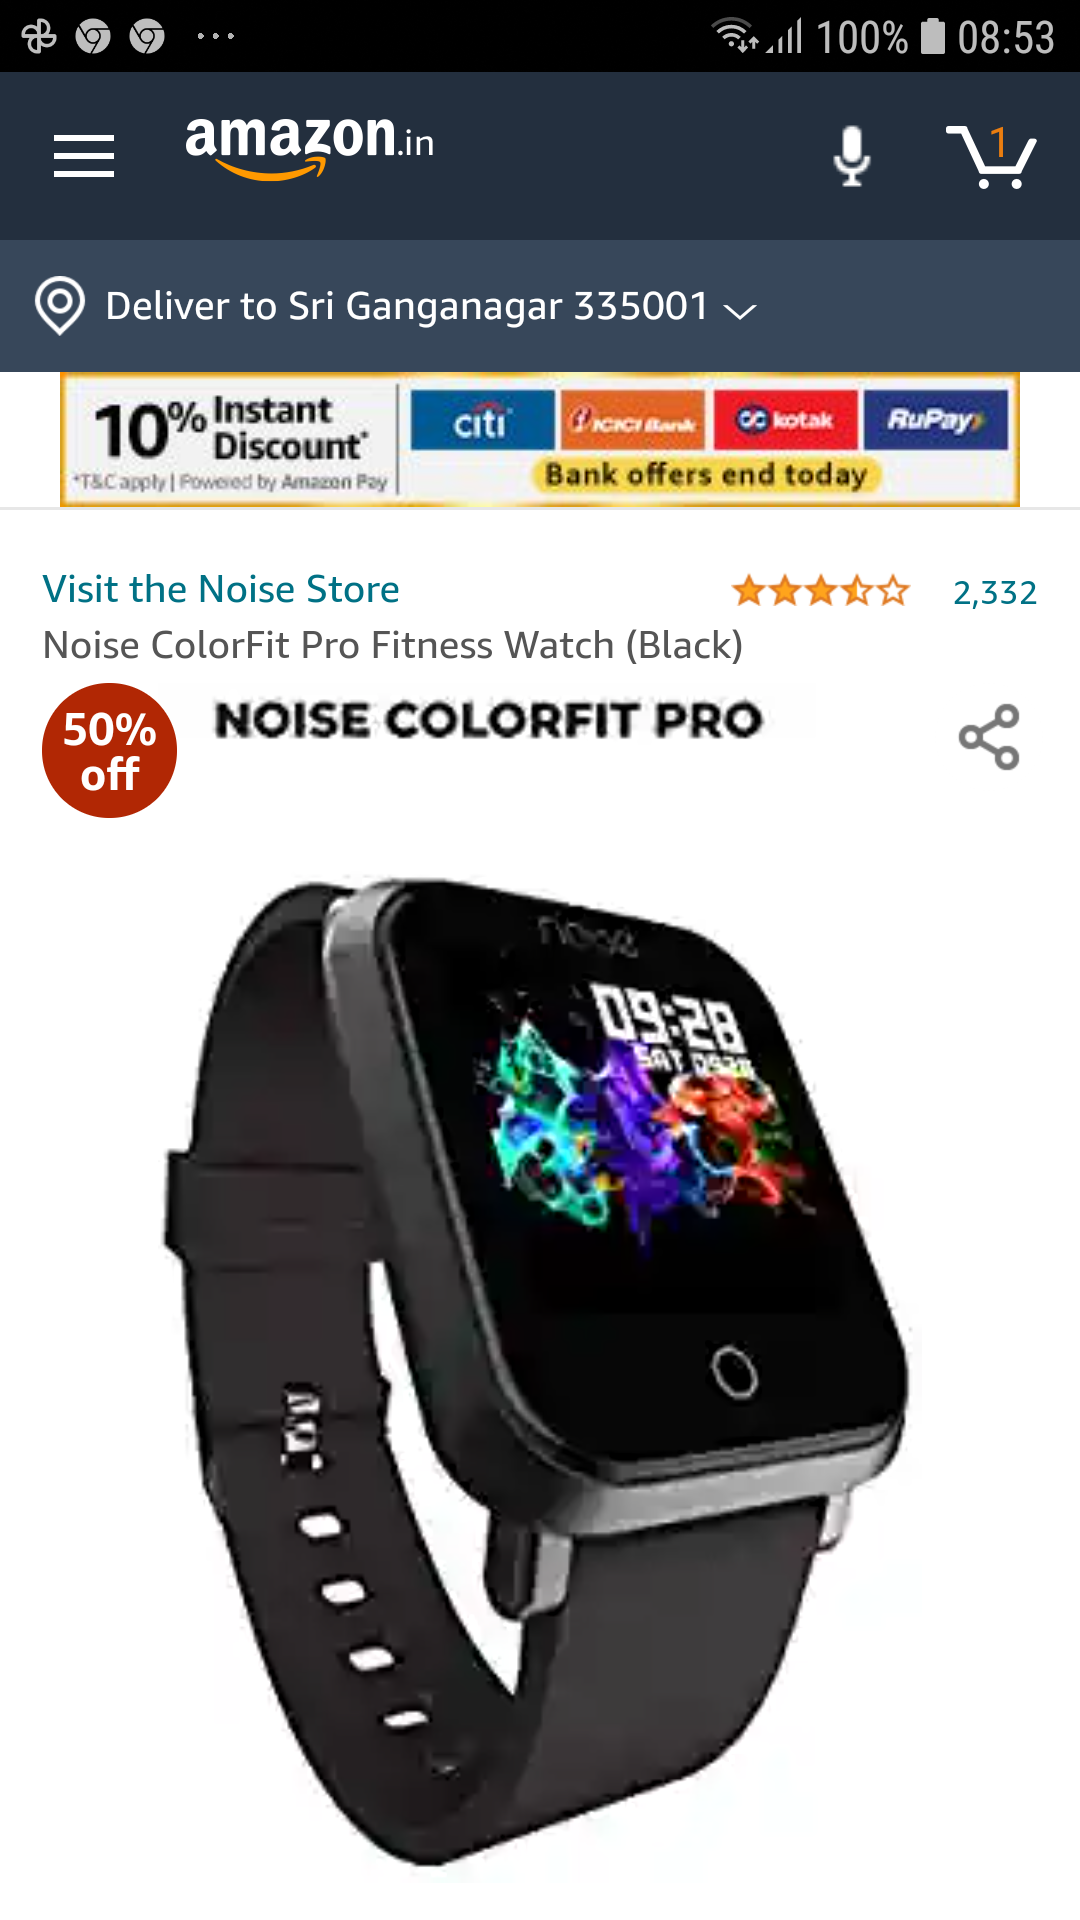 100% 08:53
amazon.in
1
Deliver to Sri Ganganagar 335001
10% Instant Discount*
*T&C apply | Powered by Amazon Pay
citi ICICI Bank kotak RuPay
Bank offers end today
Visit the Noise Store 2,332
Noise ColorFit Pro Fitness Watch (Black)
50% off
NOISE COLORFIT PRO
noise
09:28
SAT 0928